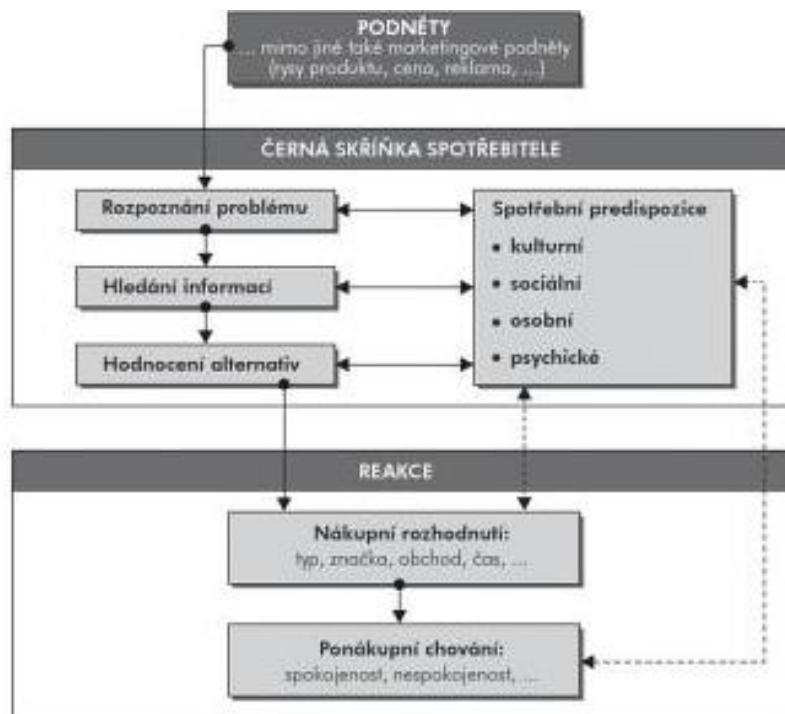 PODNĚTY
... mimo jiné také marketingové podněty
(rysy produktu, cena, reklama, ...)
ČERNÁ SKŘÍŇKA SPOTŘEBITELE
Rozpoznání problému
Hledání informací
Hodnocení alternativ
Spotřební predispozice
• kulturní
• sociální
• osobní
• psychické
REAKCE
Nákupní rozhodnutí:
typ, značka, obchod, čas, ...
Ponákupní chování:
spokojenost, nespokojenost, ...